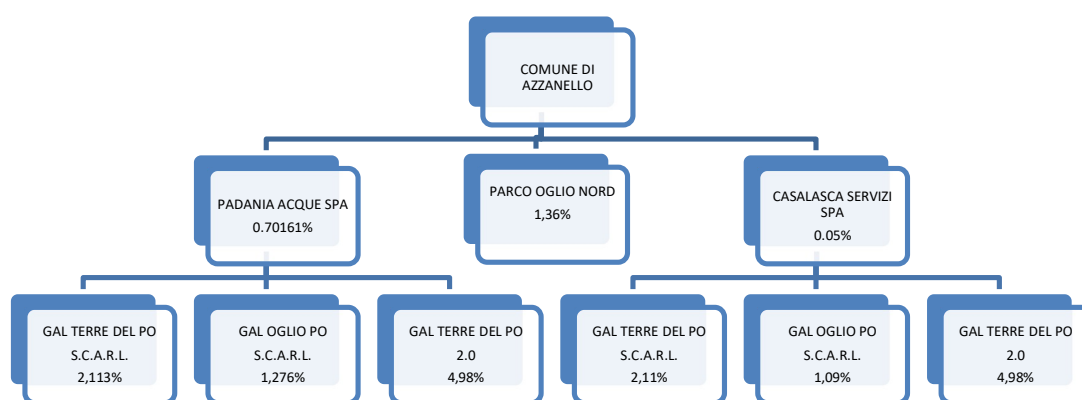 COMUNE DI
AZZANELLO
PADANIA ACQUE SPA
0.70161%
PARCO OGLIO NORD
1,36%
CASALASCA SERVIZI
SPA
0.05%
GAL TERRE DEL PO
S.C.A.R.L.
2,113%
GAL OGLIO PO
S.C.A.R.L.
1,276%
GAL TERRE DEL PO
2.0
4,98%
GAL TERRE DEL PO
S.C.A.R.L.
2,11%
GAL OGLIO PO
S.C.A.R.L.
1,09%
GAL TERRE DEL PO
2.0
4,98%